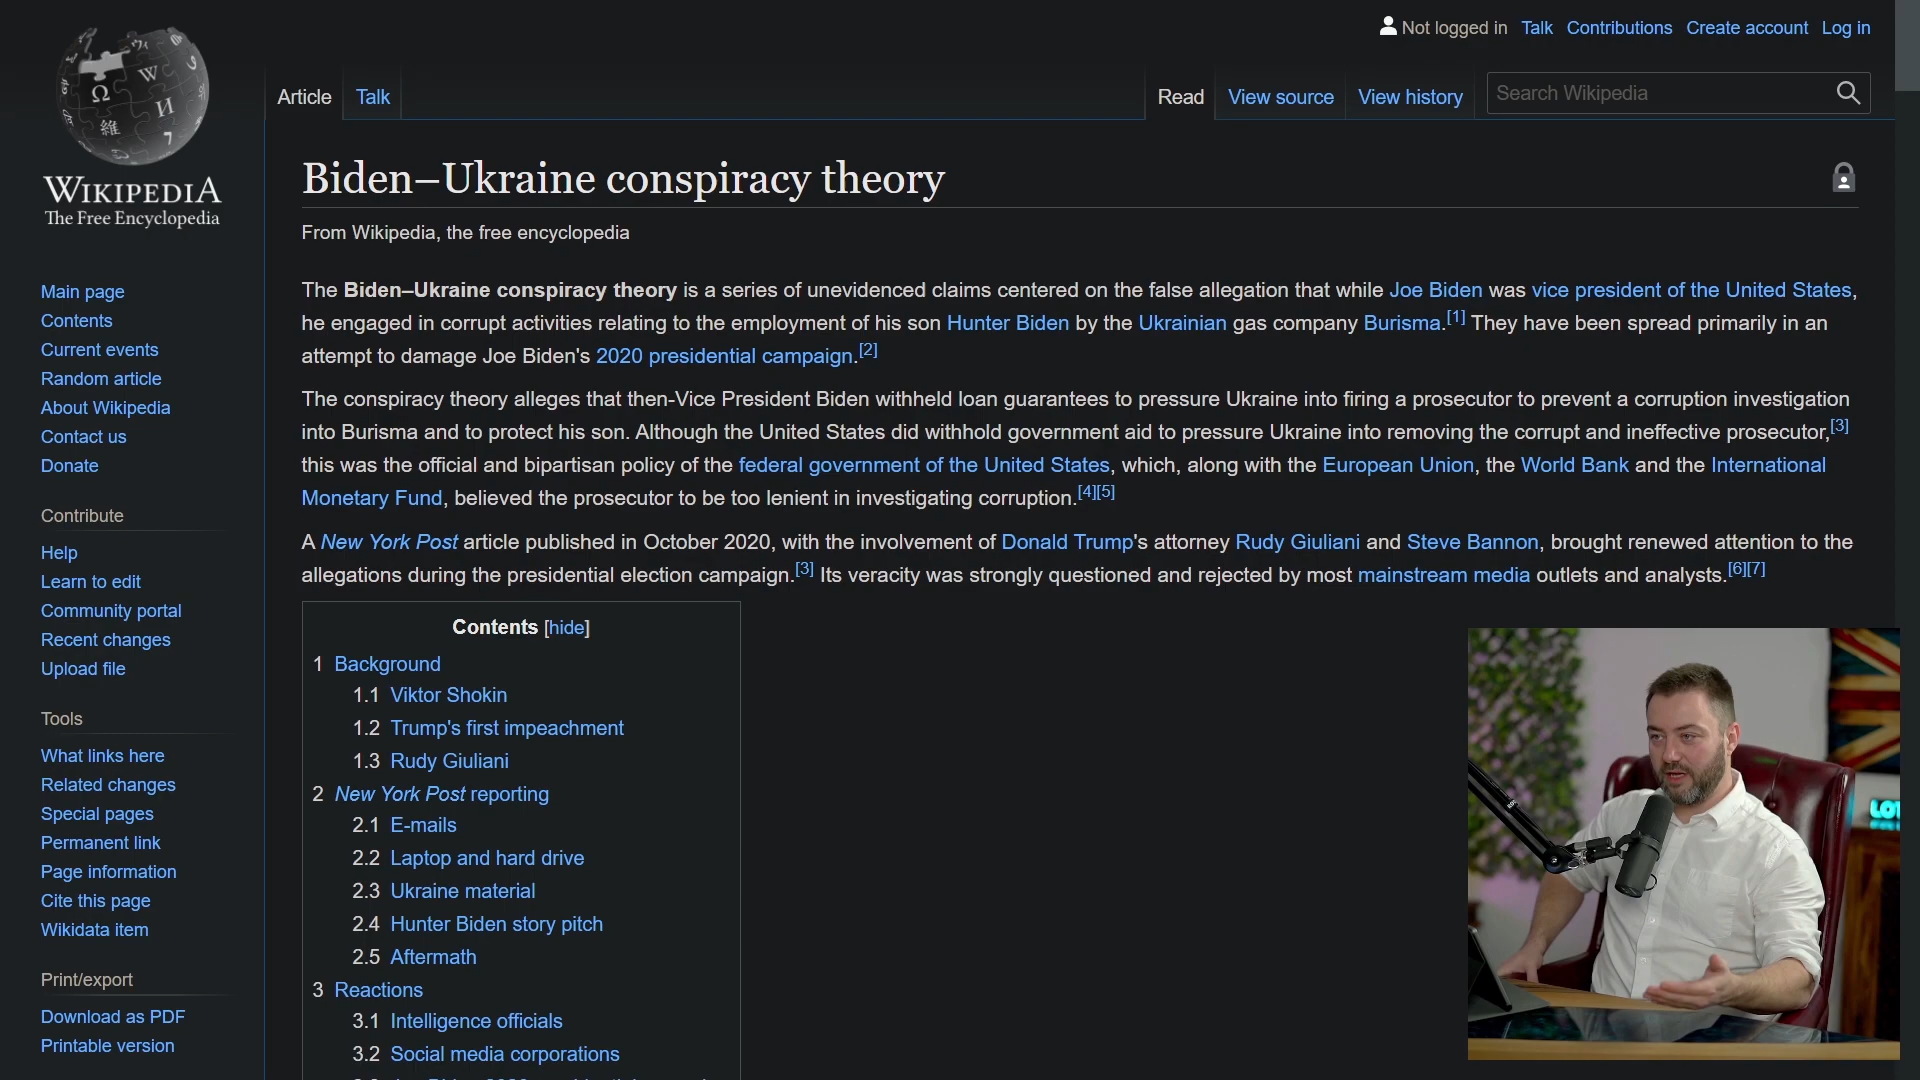 Not logged in Talk Contributions Create account Log in
Article Talk Read View source View history Search Wikipedia
WIKIPEDIA
The Free Encyclopedia
Main page
Contents
Current events
Random article
About Wikipedia
Contact us
Donate
Contribute
Help
Learn to edit
Community portal
Recent changes
Upload file
Tools
What links here
Related changes
Special pages
Permanent link
Page information
Cite this page
Wikidata item
Print/export
Download as PDF
Printable version
Biden–Ukraine conspiracy theory
From Wikipedia, the free encyclopedia
The Biden–Ukraine conspiracy theory is a series of unevidenced claims centered on the false allegation that while Joe Biden was vice president of the United States,
he engaged in corrupt activities relating to the employment of his son Hunter Biden by the Ukrainian gas company Burisma.[1] They have been spread primarily in an
attempt to damage Joe Biden's 2020 presidential campaign.[2]
The conspiracy theory alleges that then-Vice President Biden withheld loan guarantees to pressure Ukraine into firing a prosecutor to prevent a corruption investigation
into Burisma and to protect his son. Although the United States did withhold government aid to pressure Ukraine into removing the corrupt and ineffective prosecutor,[3]
this was the official and bipartisan policy of the federal government of the United States, which, along with the European Union, the World Bank and the International
Monetary Fund, believed the prosecutor to be too lenient in investigating corruption.[4][5]
A New York Post article published in October 2020, with the involvement of Donald Trump's attorney Rudy Giuliani and Steve Bannon, brought renewed attention to the
allegations during the presidential election campaign.[3] Its veracity was strongly questioned and rejected by most mainstream media outlets and analysts.[6][7]
Contents [hide]
1 Background
1.1 Viktor Shokin
1.2 Trump's first impeachment
1.3 Rudy Giuliani
2 New York Post reporting
2.1 E-mails
2.2 Laptop and hard drive
2.3 Ukraine material
2.4 Hunter Biden story pitch
2.5 Aftermath
3 Reactions
3.1 Intelligence officials
3.2 Social media corporations